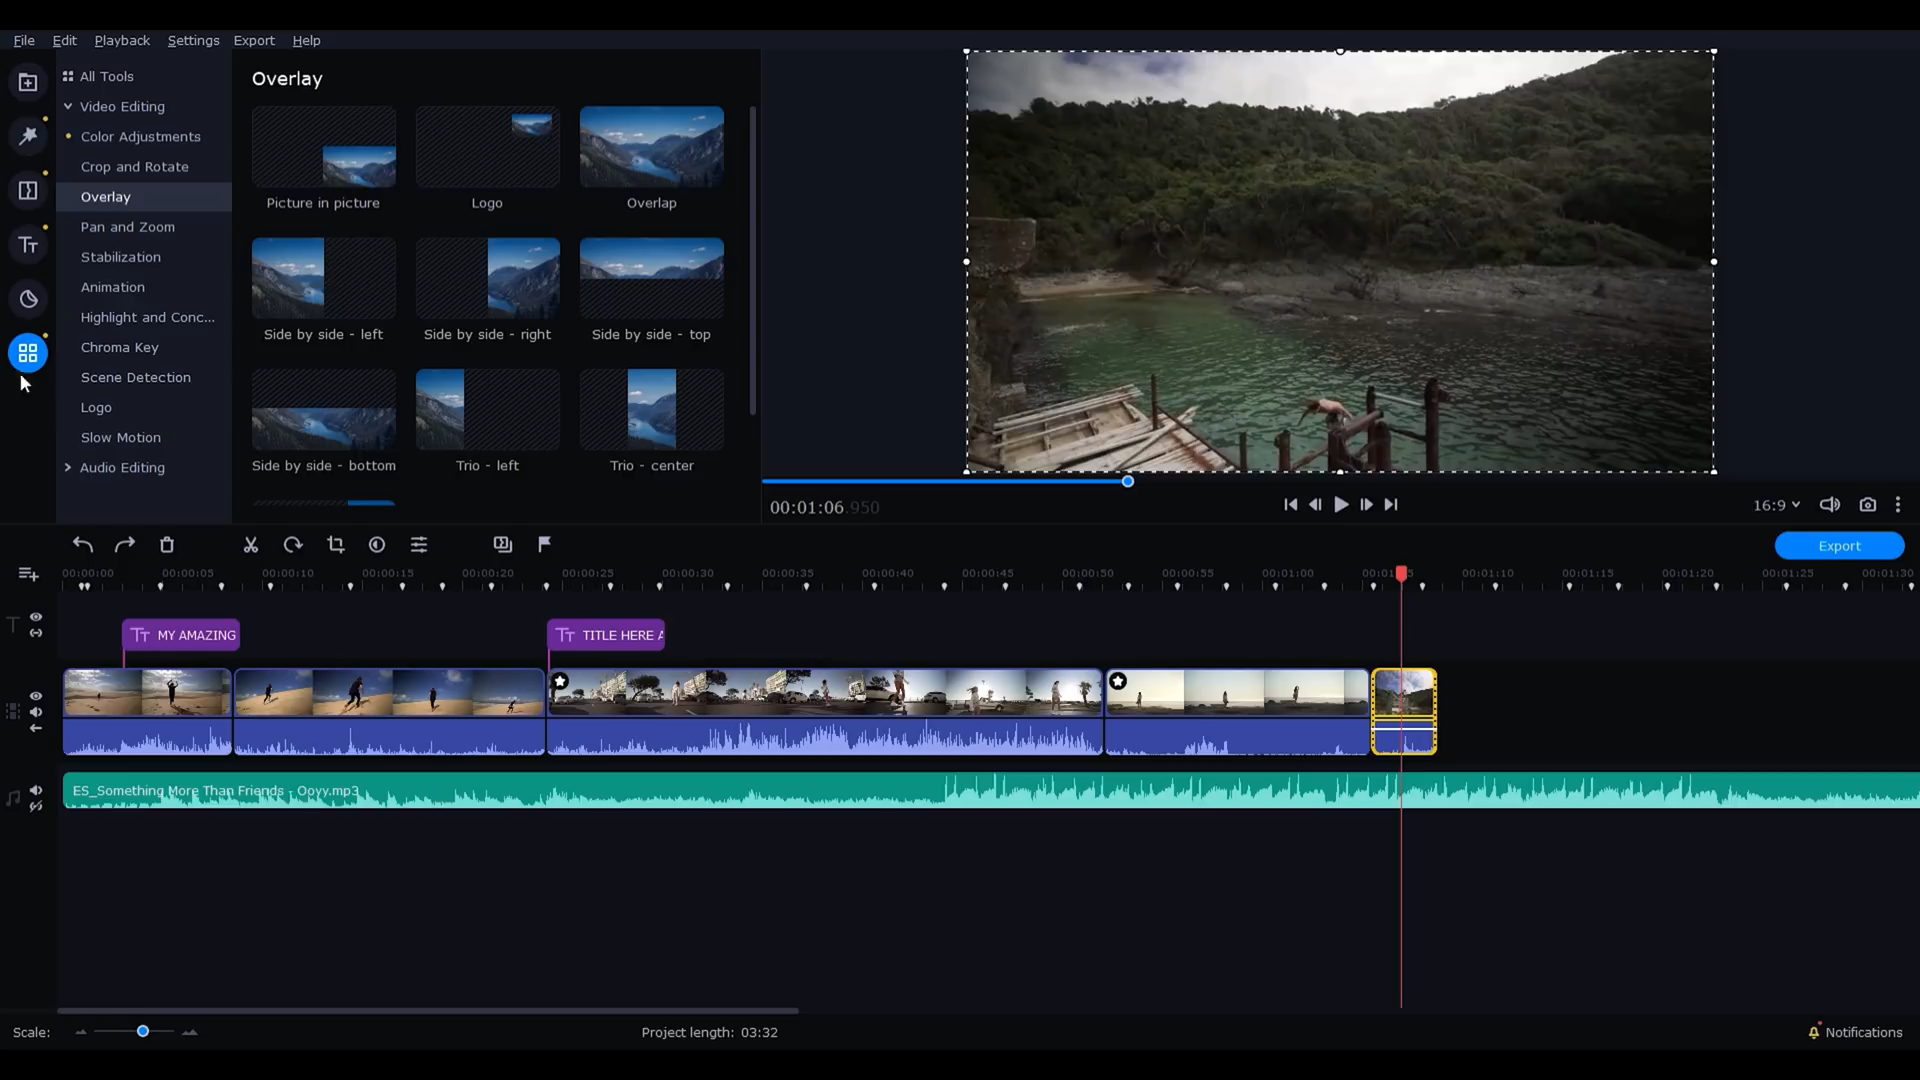 File Edit Playback Settings Export Help
All Tools
Video Editing
Color Adjustments
Crop and Rotate
Overlay
Pan and Zoom
Stabilization
Animation
Highlight and Conc...
Chroma Key
Scene Detection
Logo
Slow Motion
Audio Editing
Overlay
Picture in picture Logo Overlap
Side by side - left Side by side - right Side by side - top
Side by side - bottom Trio - left Trio - center
00:01:06.950
16:9
Export
00:00:00 00:00:05 00:00:10 00:00:15 00:00:20 00:00:25 00:00:30 00:00:35 00:00:40 00:00:45 00:00:50 00:00:55 00:01:00 00:01:10 00:01:15 00:01:20 00:01:25 00:01:30
Tт MY AMAZING Tт TITLE HERE
ES_Something More Than Friends - Ooyy.mp3
Scale: Project length: 03:32 Notifications